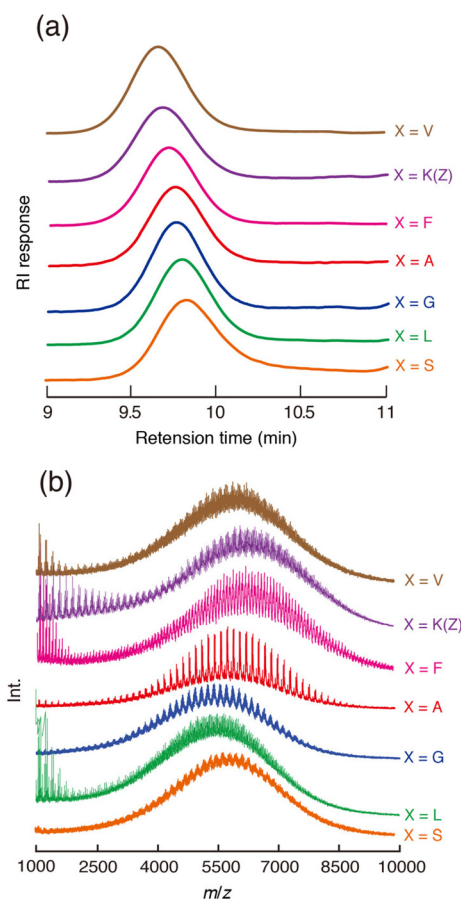 (a)
X = V
X = K(Z)
X = F
X = A
X = G
X = L
X = S
RI response
9 9.5 10 10.5 11
Retension time (min)
(b)
X = V
X = K(Z)
X = F
X = A
X = G
X = L
X = S
Int.
1000 2500 4000 5500 7000 8500 10000
m/z